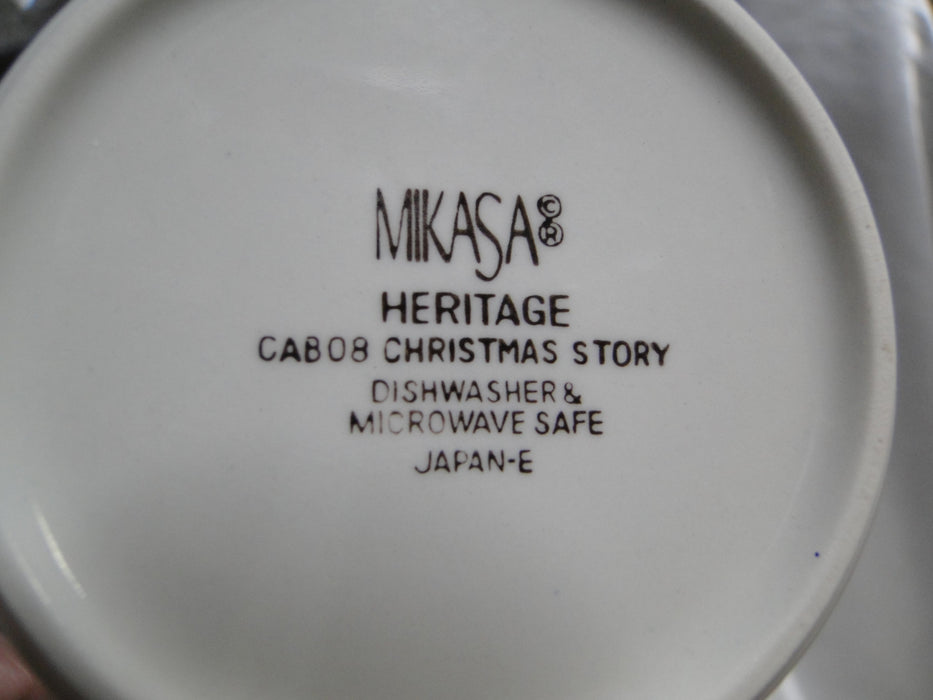 MIKASA © ®
HERITAGE
CAB08 CHRISTMAS STORY
DISHWASHER &
MICROWAVE SAFE
JAPAN-E